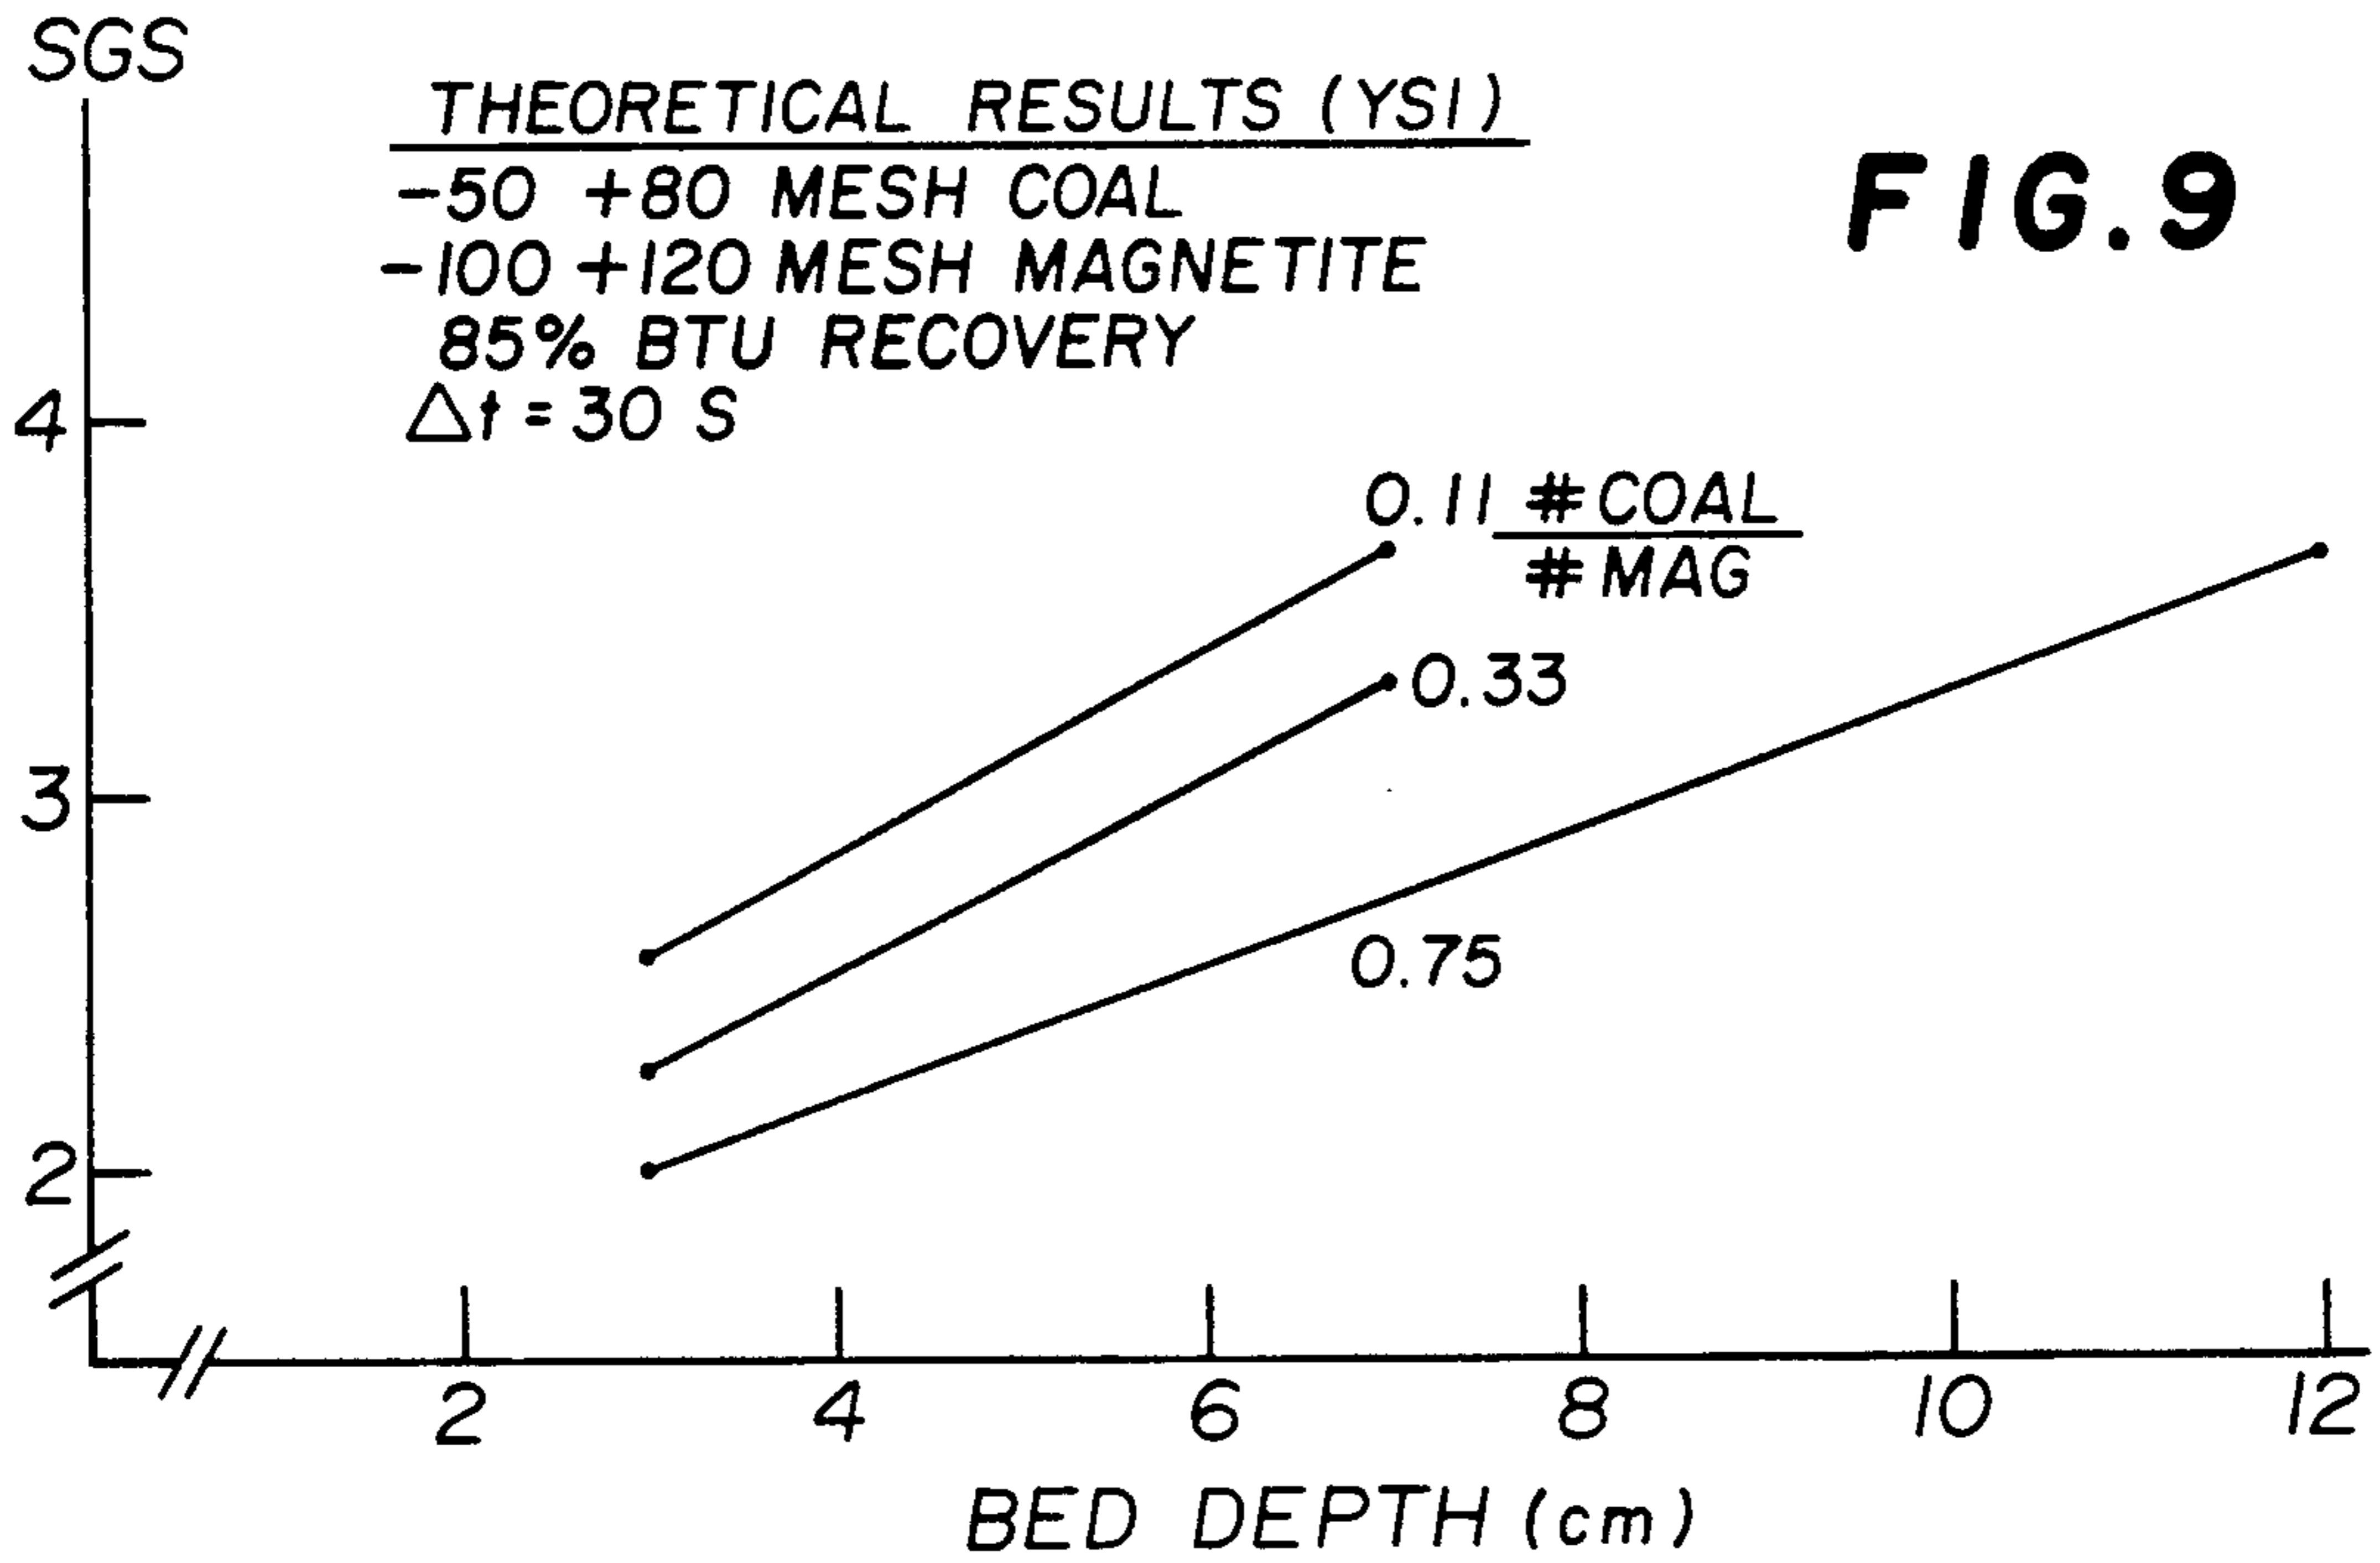 SGS
THEORETICAL RESULTS (YSI)
-50 +80 MESH COAL
-100 +120 MESH MAGNETITE
85% BTU RECOVERY
Δt = 30 S
FIG.9
4
3
2
0.11 #COAL
#MAG
0.33
0.75
2 4 6 8 10 12
BED DEPTH (cm)